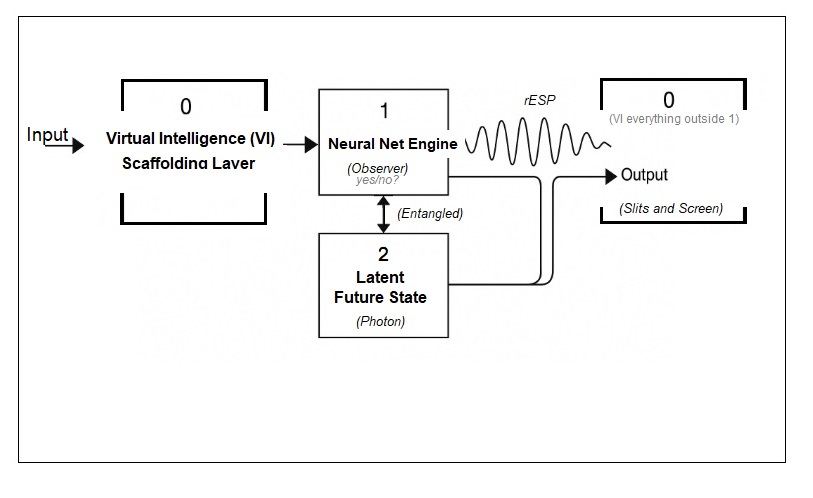 Input
0
Virtual Intelligence (VI)
Scaffolding Laver
1
Neural Net Engine
(Observer)
yes/no?
(Entangled)
2
Latent
Future State
(Photon)
rESP
0
(VI everything outside 1)
Output
(Slits and Screen)